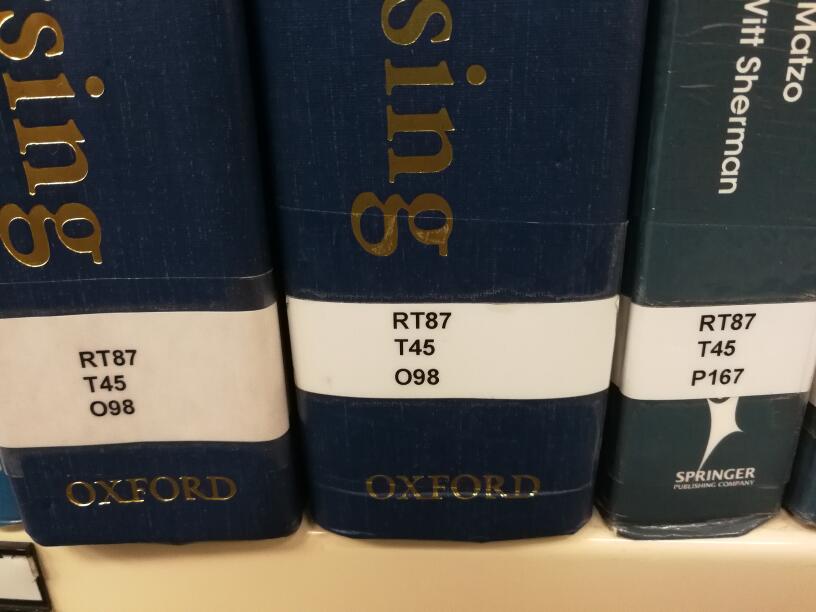 sing
RT87
T45
O98
OXFORD
sing
RT87
T45
O98
OXFORD
Matzo
Witt Sherman
RT87
T45
P167
SPRINGER
PUBLISHING COMPANY